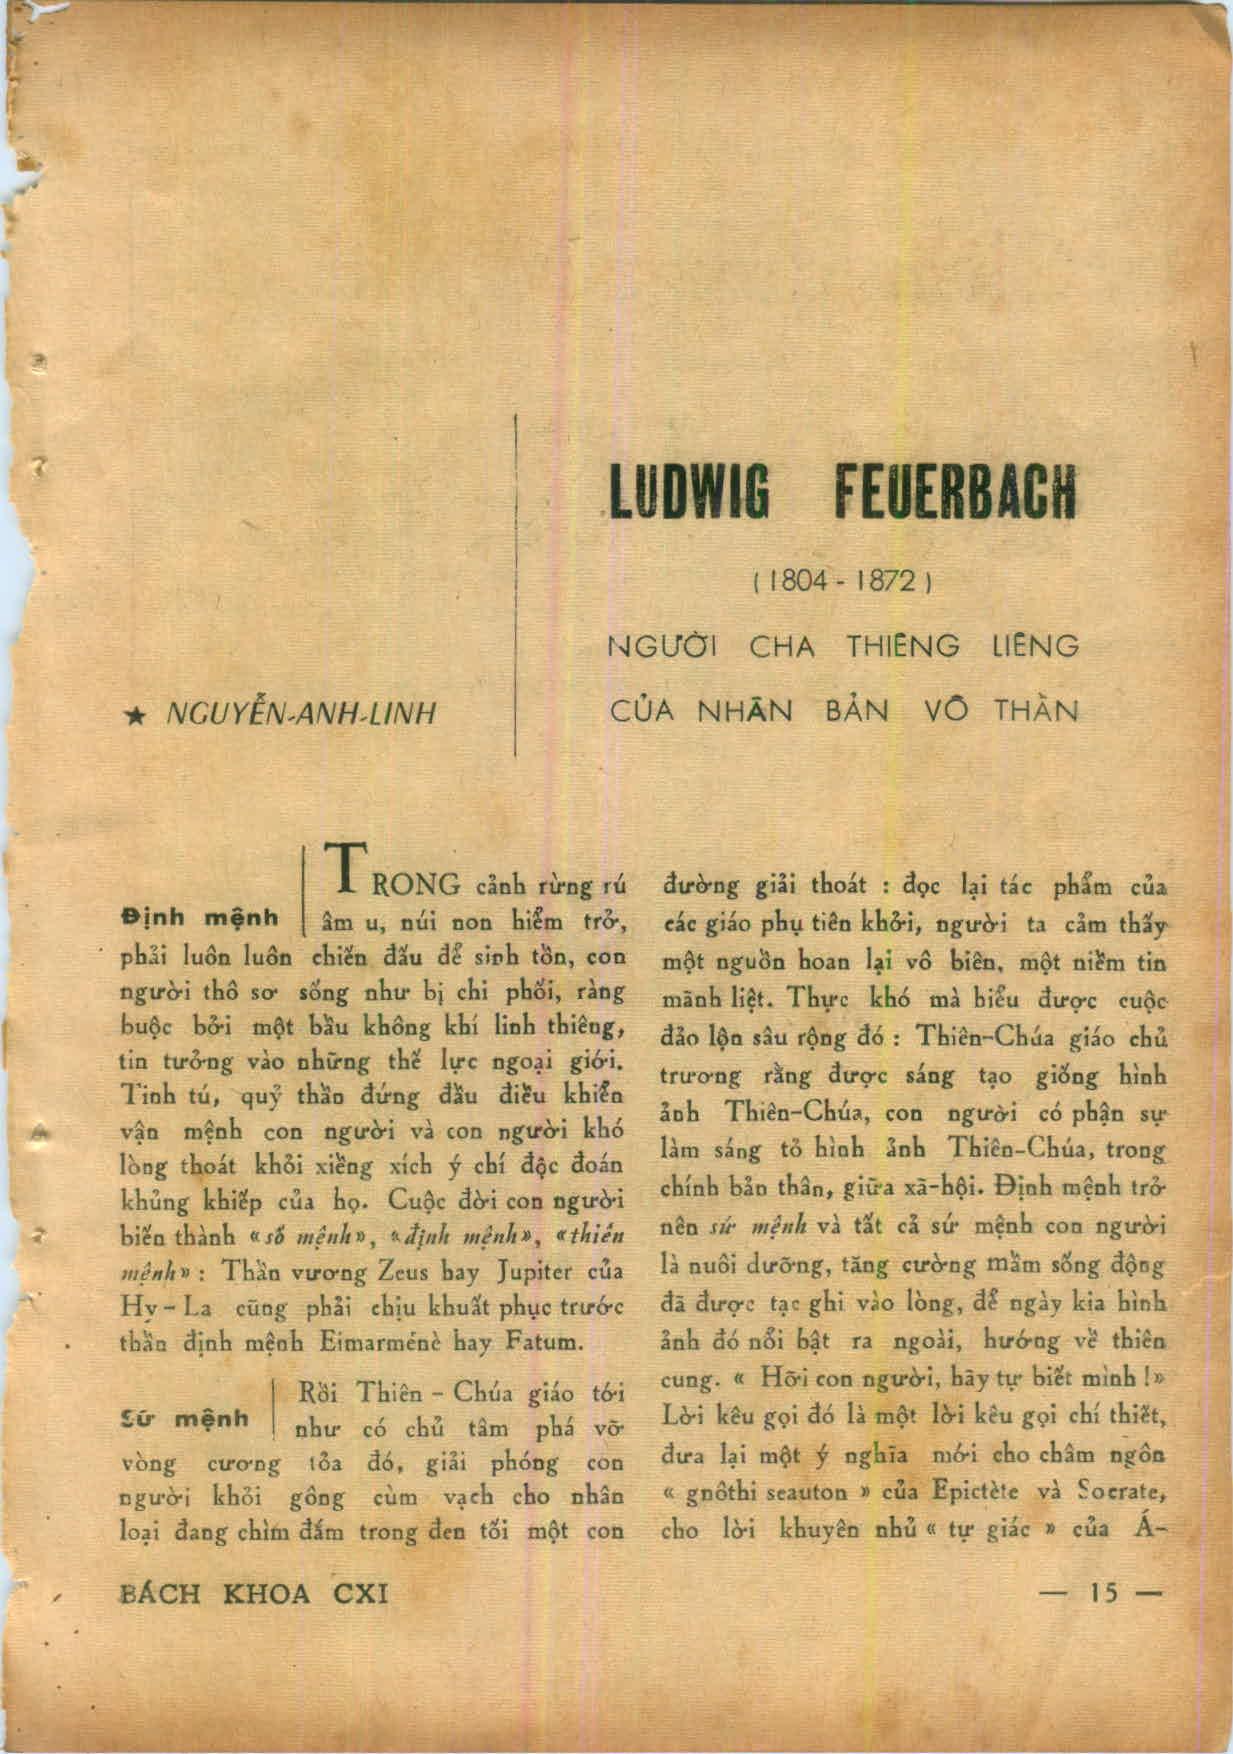 LUDWIG FEUERBACH
(1804 - 1872)
NGƯỜI CHA THIÊNG LIÊNG
CỦA NHÂN BẢN VÔ THẦN
★ NGUYỄN-ANH-LINH
Định mệnh
TRONG cảnh rừng rú
âm u, núi non hiểm trở,
phải luôn luôn chiến đấu để sinh tồn, con
người thô sơ sống như bị chi phối, ràng
buộc bởi một bầu không khí linh thiêng,
tin tưởng vào những thế lực ngoại giới.
Tinh tú, quỷ thần đứng đầu điều khiển
vận mệnh con người và con người khó
lòng thoát khỏi xiềng xích ý chí độc đoán
khủng khiếp của họ. Cuộc đời con người
biến thành « số mệnh», «định mệnh», «thiên
mệnh» : Thần vương Zeus hay Jupiter của
Hy - La cũng phải chịu khuất phục trước
thần định mệnh Eimarménè hay Fatum.
Sứ mệnh
Rồi Thiên - Chúa giáo tới
như có chủ tâm phá vỡ
vòng cương tỏa đó, giải phóng con
người khỏi gông cùm vạch cho nhân
loại đang chìm đắm trong đen tối một con
đường giải thoát : đọc lại tác phẩm của
các giáo phụ tiên khởi, người ta cảm thấy
một nguồn hoan lại vô biên, một niềm tin
mãnh liệt. Thực khó mà hiểu được cuộc
đảo lộn sâu rộng đó : Thiên-Chúa giáo chủ
trương rằng được sáng tạo giống hình
ảnh Thiên-Chúa, con người có phận sự
làm sáng tỏ hình ảnh Thiên-Chúa, trong
chính bản thân, giữa xã-hội. Định mệnh trở
nên sứ mệnh và tất cả sứ mệnh con người
là nuôi dưỡng, tăng cường mầm sống động
đã được tạc ghi vào lòng, để ngày kia hình
ảnh đó nổi bật ra ngoài, hướng về thiên
cung. « Hỡi con người, hãy tự biết mình !»
Lời kêu gọi đó là một lời kêu gọi chí thiết,
đưa lại một ý nghĩa mới cho châm ngôn
« gnôthi seauton » của Epictète và Socrate,
cho lời khuyên nhủ « tự giác » của Á-
BÁCH KHOA CXI
— 15 —